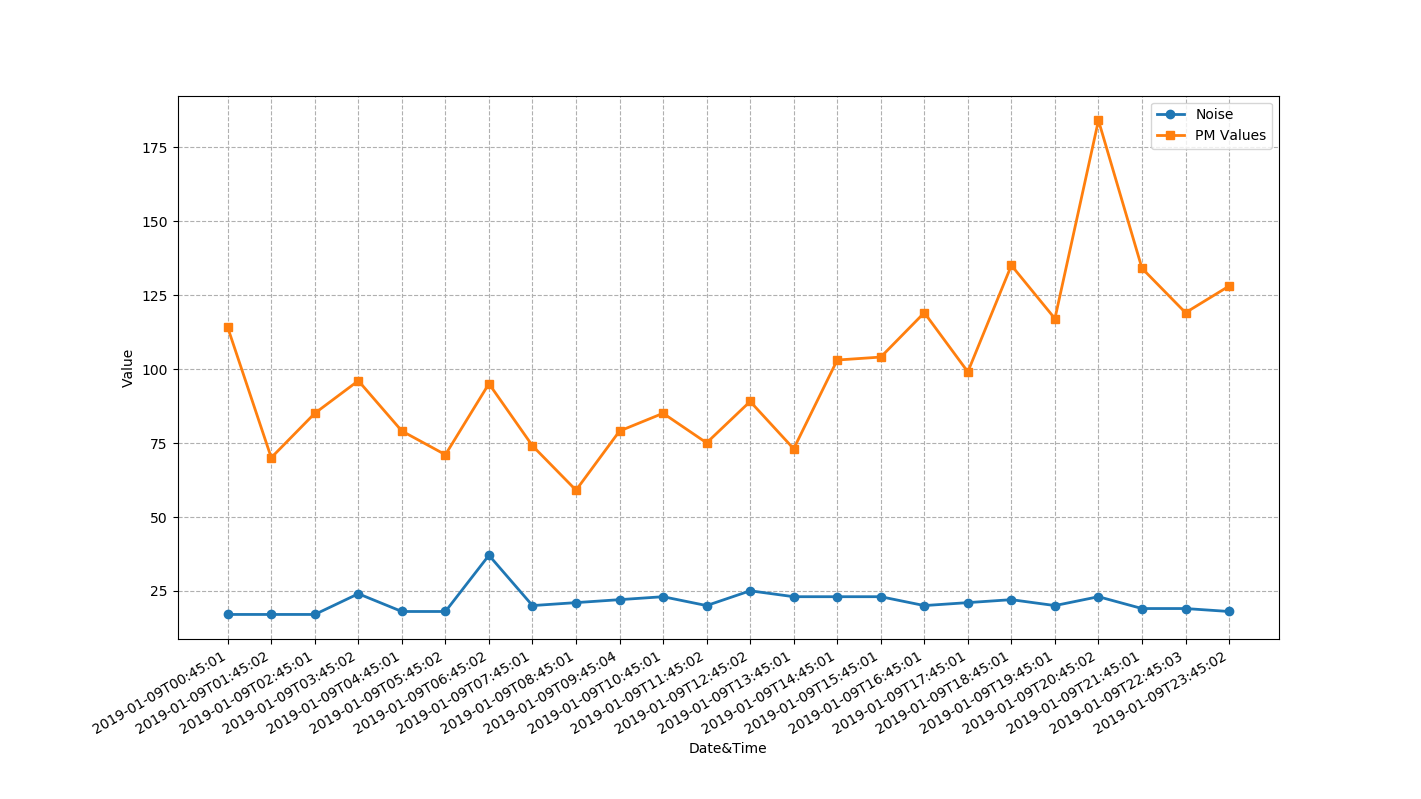 Noise
PM Values
175
150
125
100
75
50
25
Value
2019-01-09T00:45:01
2019-01-09T01:45:02
2019-01-09T02:45:01
2019-01-09T03:45:02
2019-01-09T04:45:01
2019-01-09T05:45:02
2019-01-09T06:45:02
2019-01-09T07:45:01
2019-01-09T08:45:01
2019-01-09T09:45:04
2019-01-09T10:45:01
2019-01-09T11:45:02
2019-01-09T12:45:02
2019-01-09T13:45:01
2019-01-09T14:45:01
2019-01-09T15:45:01
2019-01-09T16:45:01
2019-01-09T17:45:01
2019-01-09T18:45:01
2019-01-09T19:45:01
2019-01-09T20:45:02
2019-01-09T21:45:01
2019-01-09T22:45:03
2019-01-09T23:45:02
Date&Time